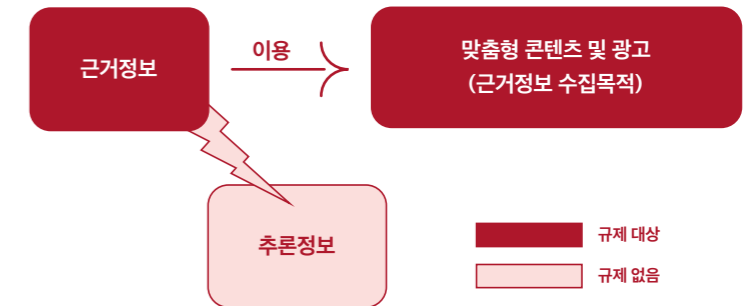 근거정보
이용
맞춤형 콘텐츠 및 광고
(근거정보 수집목적)
추론정보
규제 대상
규제 없음